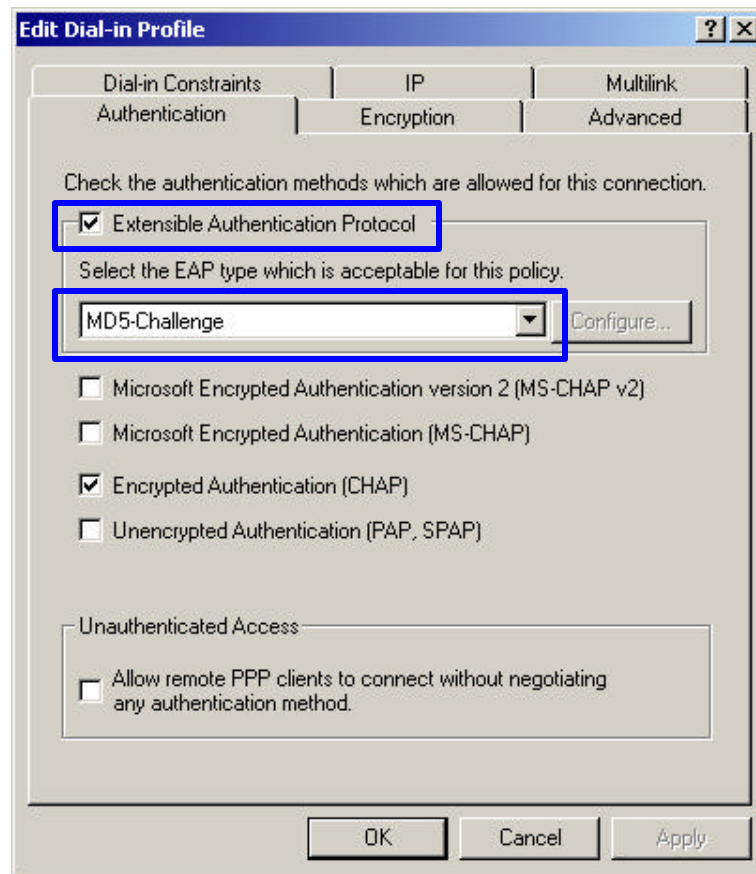 Edit Dial-in Profile
Dial-in Constraints IP Multilink
Authentication Encryption Advanced
Check the authentication methods which are allowed for this connection.
Extensible Authentication Protocol
Select the EAP type which is acceptable for this policy.
MD5-Challenge Configure...
Microsoft Encrypted Authentication version 2 (MS-CHAP v2)
Microsoft Encrypted Authentication (MS-CHAP)
Encrypted Authentication (CHAP)
Unencrypted Authentication (PAP, SPAP)
Unauthenticated Access
Allow remote PPP clients to connect without negotiating
any authentication method.
OK Cancel Apply